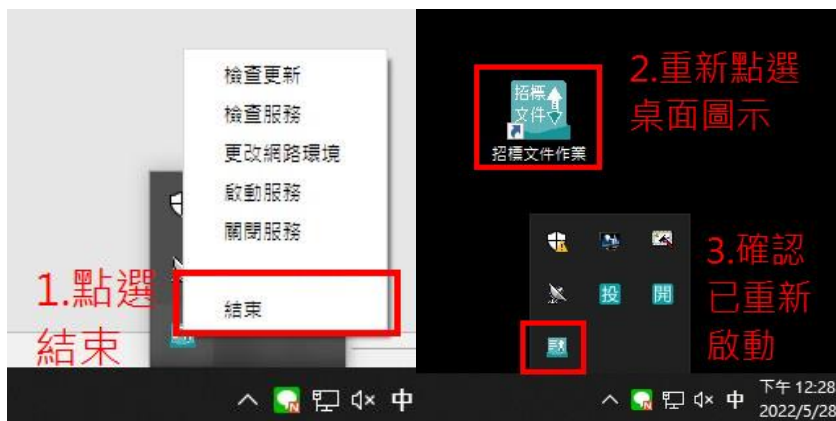 檢查更新
檢查服務
更改網路環境
啟動服務
關閉服務
結束
1.點選
結束
中
招標
文件
招標文件作業
2.重新點選
桌面圖示
投
開
3.確認
已重新
啟動
中
下午 12:28
2022/5/28